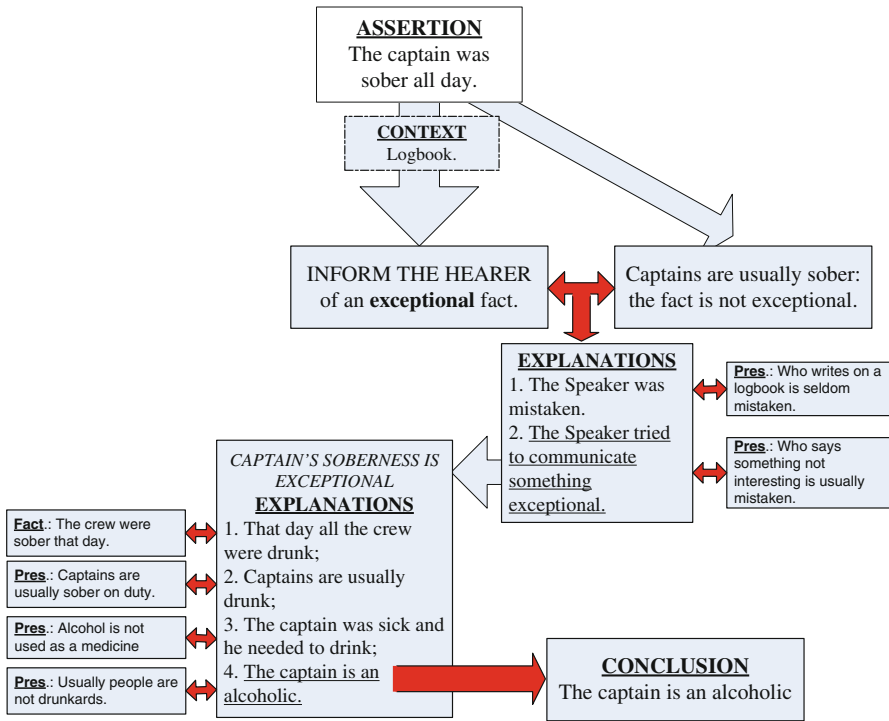 ASSERTION
The captain was
sober all day.
CONTEXT
Logbook.
INFORM THE HEARER
of an exceptional fact.
Captains are usually sober:
the fact is not exceptional.
EXPLANATIONS
1. The Speaker was
mistaken.
2. The Speaker tried
to communicate
something
exceptional.
Pres.: Who writes on a
logbook is seldom
mistaken.
Pres.: Who says
something not
interesting is usually
mistaken.
CAPTAIN'S SOBERNESS IS
EXCEPTIONAL
EXPLANATIONS
1. That day all the crew
were drunk;
2. Captains are usually
drunk;
3. The captain was sick and
he needed to drink;
4. The captain is an
alcoholic.
Fact.: The crew were
sober that day.
Pres.: Captains are
usually sober on duty.
Pres.: Alcohol is not
used as a medicine
Pres.: Usually people are
not drunkards.
CONCLUSION
The captain is an alcoholic